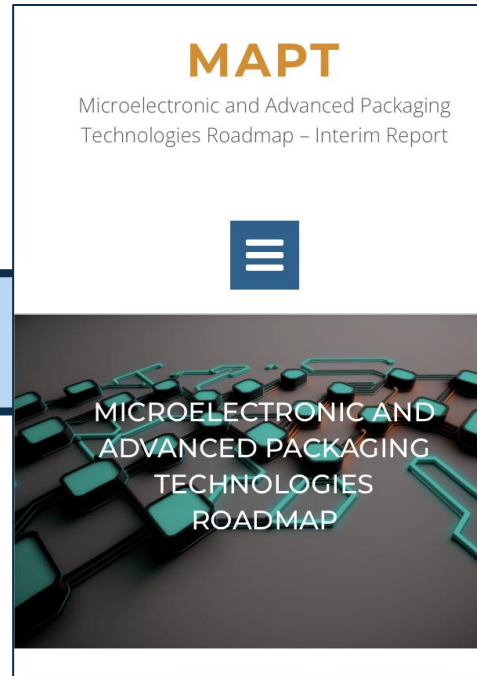 MAPT
Microelectronic and Advanced Packaging
Technologies Roadmap – Interim Report
MICROELECTRONIC AND
ADVANCED PACKAGING
TECHNOLOGIES
ROADMAP